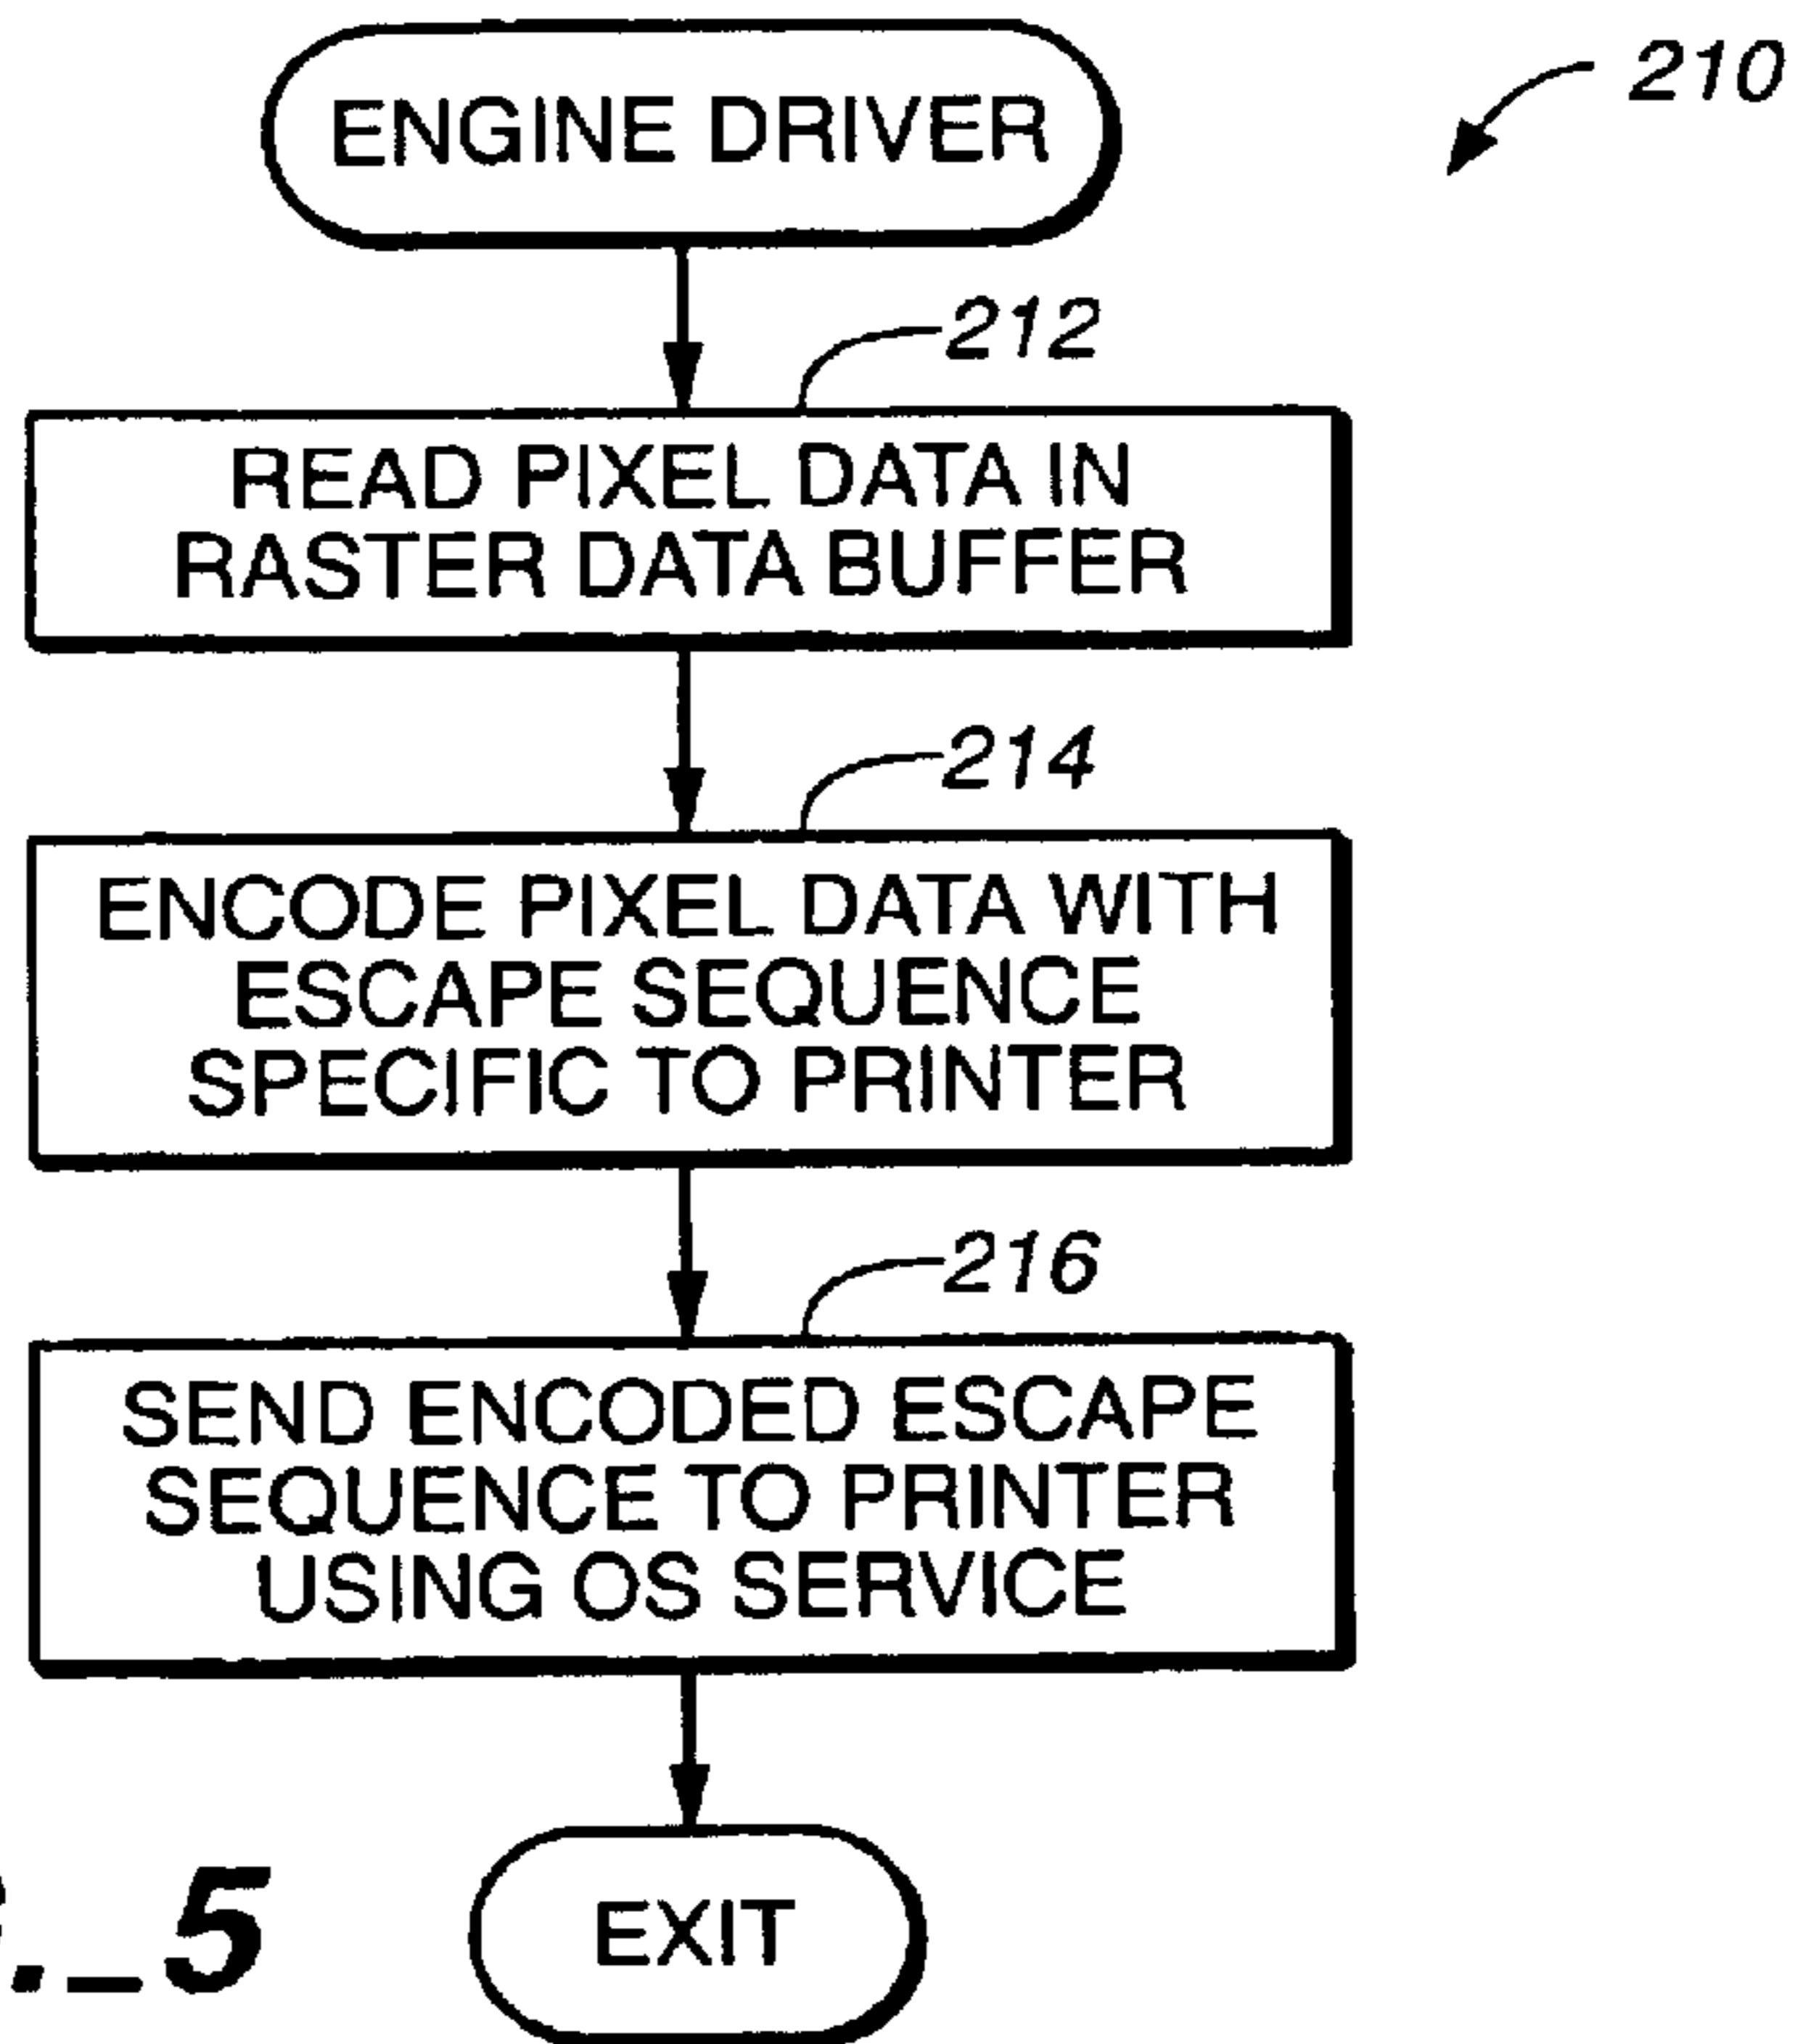 ENGINE DRIVER
210
212
READ PIXEL DATA IN
RASTER DATA BUFFER
214
ENCODE PIXEL DATA WITH
ESCAPE SEQUENCE
SPECIFIC TO PRINTER
216
SEND ENCODED ESCAPE
SEQUENCE TO PRINTER
USING OS SERVICE
EXIT
._5